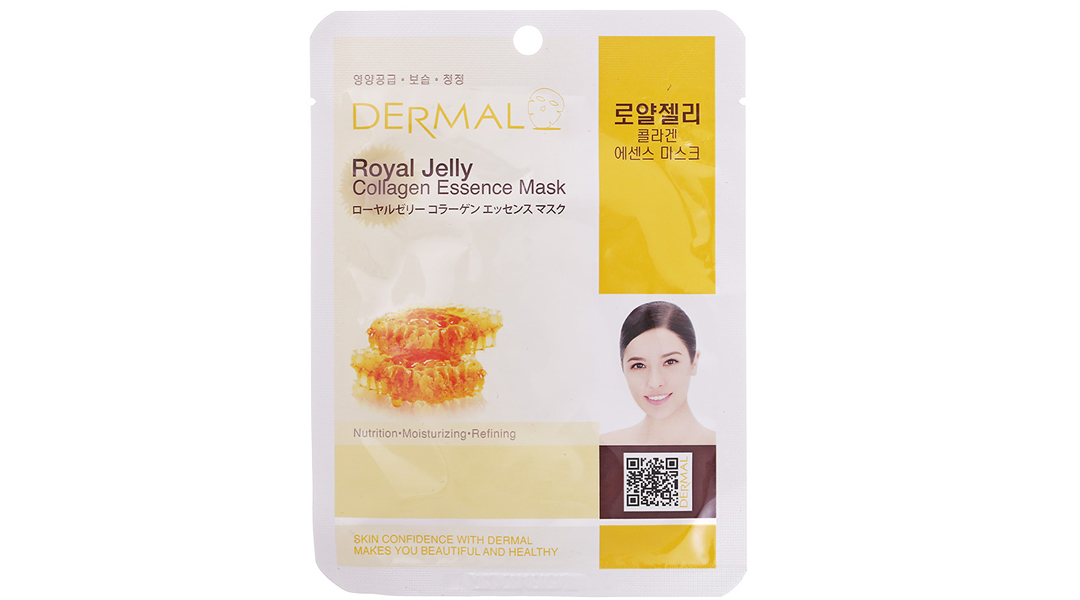 영양공급 • 보습 • 청정
DERMAL
Royal Jelly
Collagen Essence Mask
ローヤルゼリー コラーゲン エッセンス マスク
로얄젤리
콜라겐
에센스 마스크
Nutrition•Moisturizing•Refining
DERMAL
SKIN CONFIDENCE WITH DERMAL
MAKES YOU BEAUTIFUL AND HEALTHY